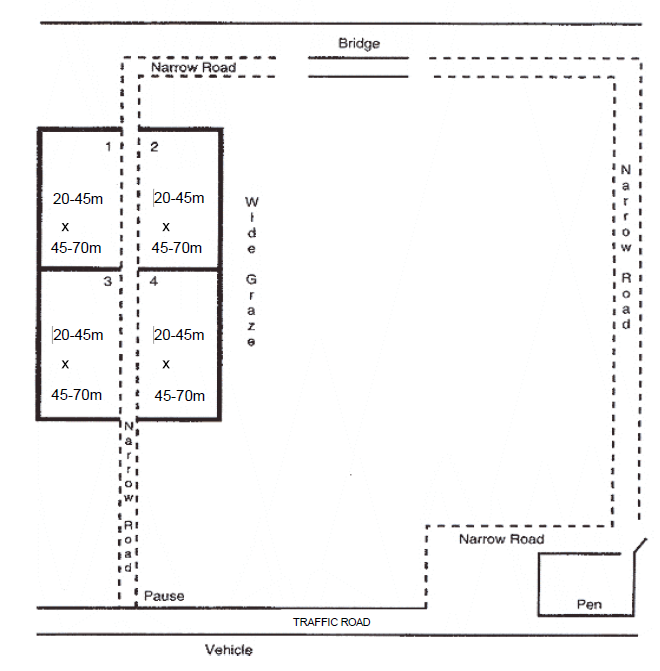 Bridge
Narrow Road
1
2
20-45m
x
45-70m
20-45m
x
45-70m
Wide Graze
Narrow Road
3
4
20-45m
x
45-70m
20-45m
x
45-70m
Narrow Road
Narrow Road
Pause
Pen
TRAFFIC ROAD
Vehicle